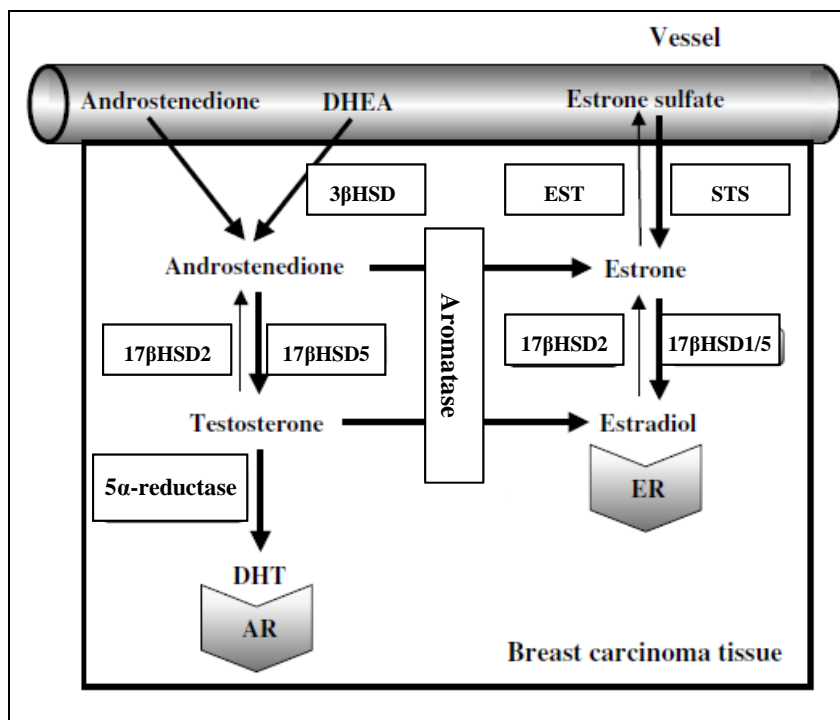 Vessel
Androstenedione
DHEA
Estrone sulfate
3βHSD
EST
STS
Androstenedione
Estrone
Aromatase
17βHSD2
17βHSD5
17βHSD2
17βHSD1/5
Testosterone
Estradiol
5α-reductase
ER
DHT
AR
Breast carcinoma tissue